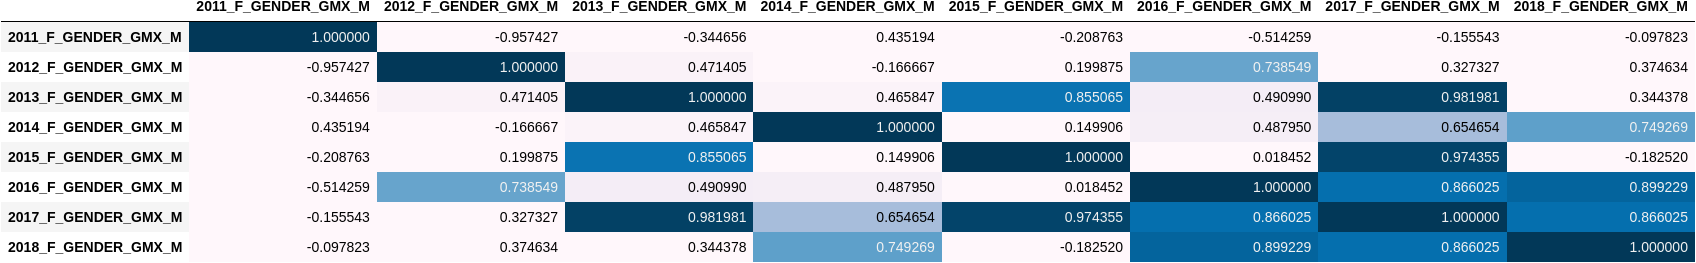 2011_F_GENDER_GMX_M 2012_F_GENDER_GMX_M 2013_F_GENDER_GMX_M 2014_F_GENDER_GMX_M 2015_F_GENDER_GMX_M 2016_F_GENDER_GMX_M 2017_F_GENDER_GMX_M 2018_F_GENDER_GMX_M
2011_F_GENDER_GMX_M 1.000000 -0.957427 -0.344656 0.435194 -0.208763 -0.514259 -0.155543 -0.097823
2012_F_GENDER_GMX_M -0.957427 1.000000 0.471405 -0.166667 0.199875 0.738549 0.327327 0.374634
2013_F_GENDER_GMX_M -0.344656 0.471405 1.000000 0.465847 0.855065 0.490990 0.981981 0.344378
2014_F_GENDER_GMX_M 0.435194 -0.166667 0.465847 1.000000 0.149906 0.487950 0.654654 0.749269
2015_F_GENDER_GMX_M -0.208763 0.199875 0.855065 0.149906 1.000000 0.018452 0.974355 -0.182520
2016_F_GENDER_GMX_M -0.514259 0.738549 0.490990 0.487950 0.018452 1.000000 0.866025 0.899229
2017_F_GENDER_GMX_M -0.155543 0.327327 0.981981 0.654654 0.974355 0.866025 1.000000 0.866025
2018_F_GENDER_GMX_M -0.097823 0.374634 0.344378 0.749269 -0.182520 0.899229 0.866025 1.000000